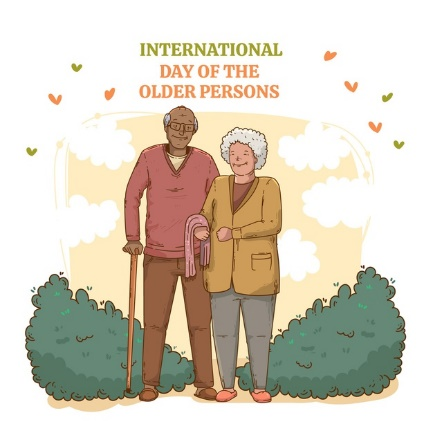 INTERNATIONAL
DAY OF THE
OLDER PERSONS